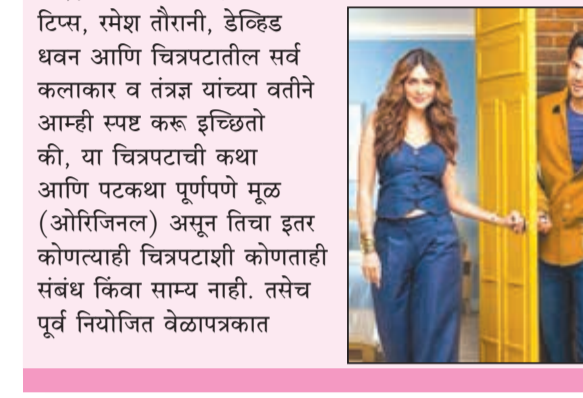 टिप्स, रमेश तौरानी, डेव्हिड
धवन आणि चित्रपटातील सर्व
कलाकार व तंत्रज्ञ यांच्या वतीने
आम्ही स्पष्ट करू इच्छितो
की, या चित्रपटाची कथा
आणि पटकथा पूर्णपणे मूळ
(ओरिजिनल) असून तिचा इतर
कोणत्याही चित्रपटाशी कोणताही
संबंध किंवा साम्य नाही. तसेच
पूर्व नियोजित वेळापत्रकात